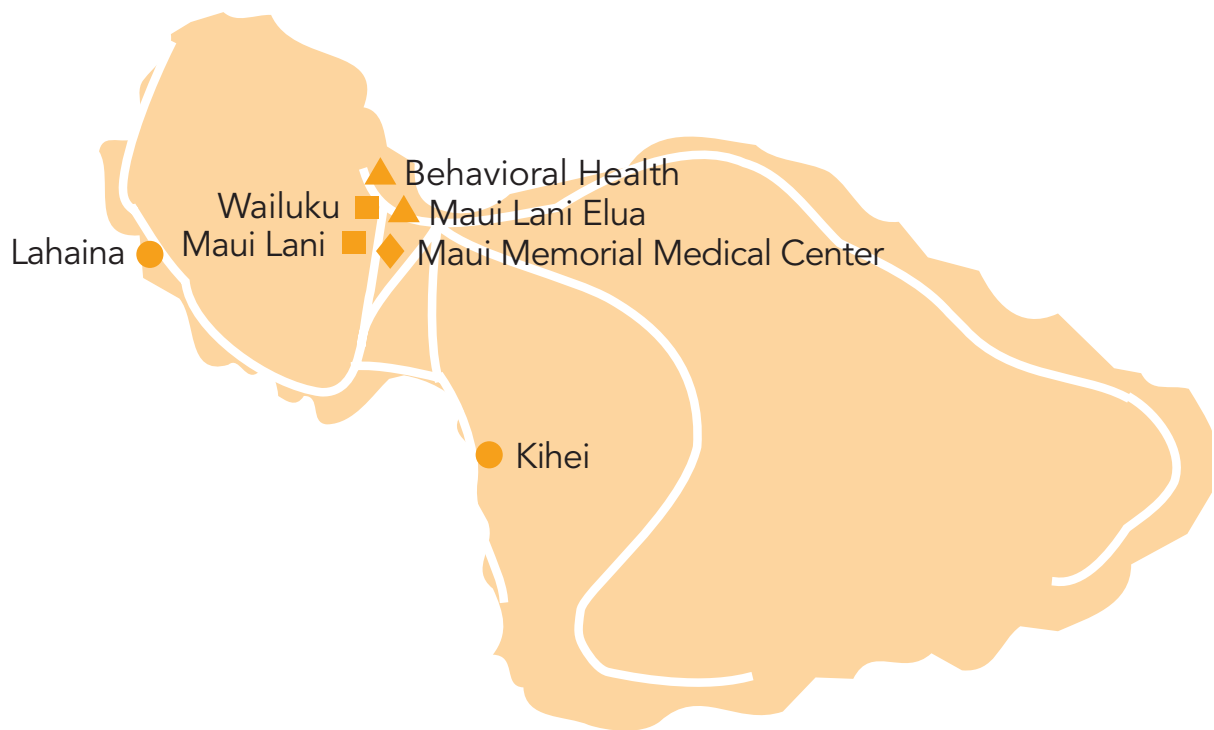 Behavioral Health
Wailuku
Maui Lani Elua
Maui Lani
Lahaina
Maui Memorial Medical Center
Kihei